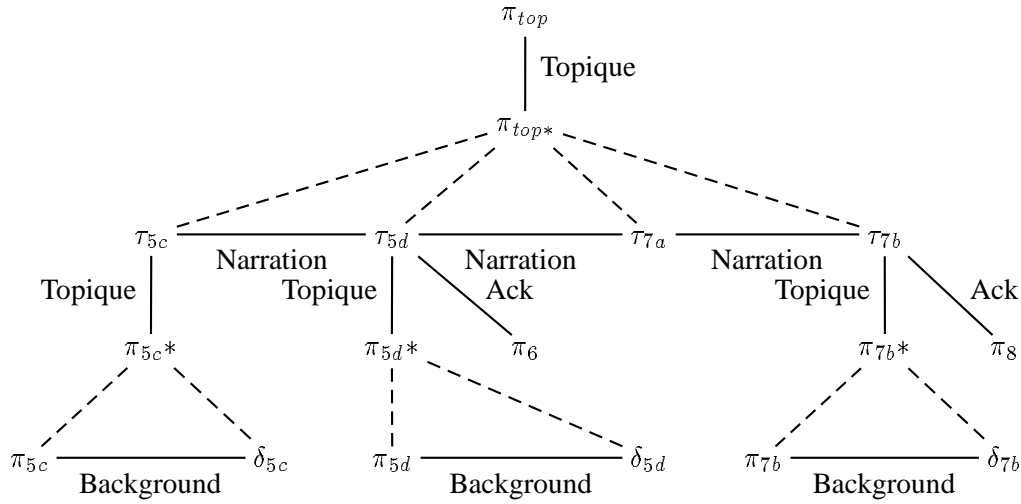 π_top
Topique
π_top*
τ_5c τ_5d τ_7a τ_7b
Narration Narration Narration
Topique Topique Ack Topique Ack
π_5c* π_5d* π_6 π_7b* π_8
π_5c δ_5c π_5d δ_5d π_7b δ_7b
Background Background Background